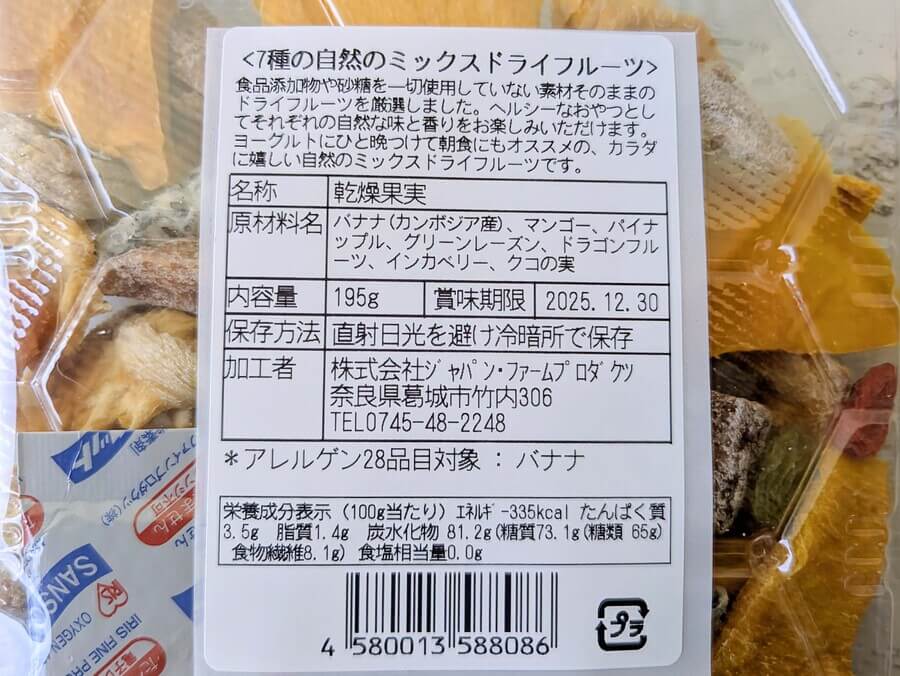 <7種の自然のミックスドライフルーツ>
食品添加物や砂糖を一切使用していない素材そのままの
ドライフルーツを厳選しました。ヘルシーなおやつとし
てそれぞれの自然な味と香りをお楽しみいただけます。
ヨーグルトにひと晩つけて朝食にもオススメの、カラダ
に嬉しい自然のミックスドライフルーツです。
名称 乾燥果実
原材料名 バナナ(カンボジア産)、マンゴー、パイナ
ップル、グリーンレーズン、ドラゴンフル
ーツ、インカベリー、クコの実
内容量 195g 賞味期限 2025.12.30
保存方法 直射日光を避け冷暗所で保存
加工者 株式会社ジャパン・ファームプロダクツ
奈良県葛城市竹内306
TEL0745-48-2248
*アレルゲン28品目対象 : バナナ
栄養成分表示 (100g当たり) エネルギー335kcal たんぱく質
3.5g 脂質1.4g 炭水化物 81.2g(糖質73.1g(糖類 65g)
食物繊維8.1g) 食塩相当量0.0g
4 580013 588086
プラ
SANS
IRIS
OXYGEN
IRIS FINE